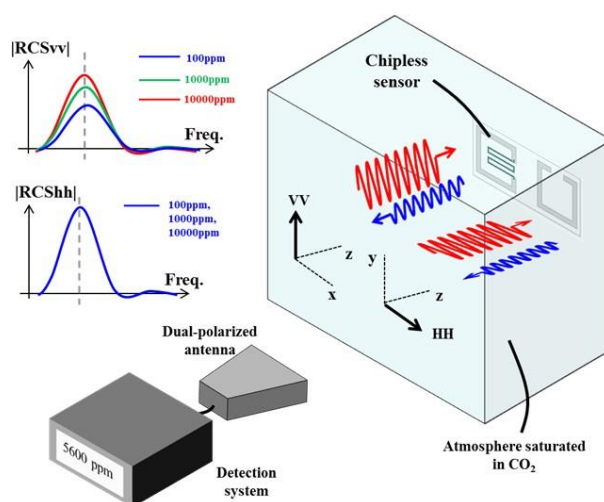 |RCSvv|
100ppm
1000ppm
10000ppm
Freq.
|RCShh|
100ppm,
1000ppm,
10000ppm
Freq.
Chipless
sensor
VV
z
x
y
z
HH
Dual-polarized
antenna
5600 ppm
Detection
system
Atmosphere saturated
in CO₂